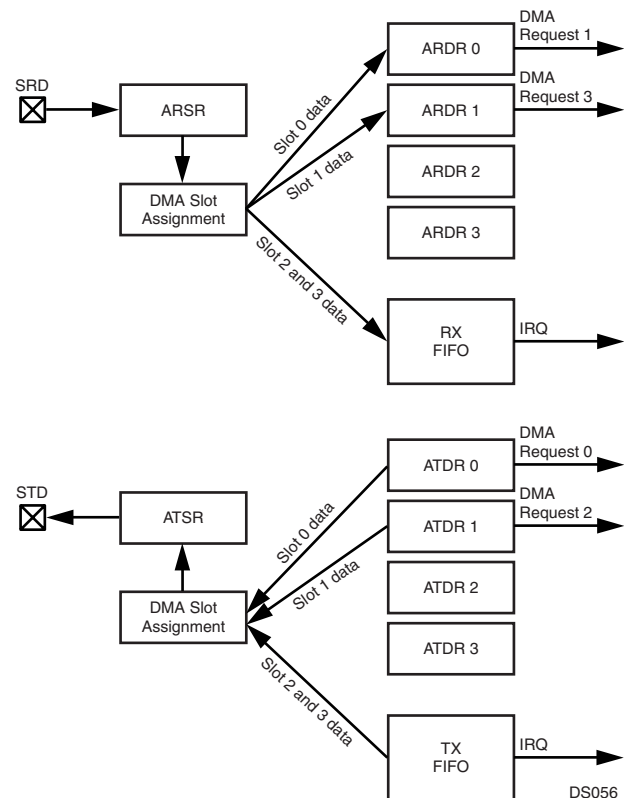 SRD
ARSR
DMA Slot
Assignment
Slot 0 data
Slot 1 data
Slot 2 and 3 data
ARDR 0
DMA
Request 1
ARDR 1
DMA
Request 3
ARDR 2
ARDR 3
RX
FIFO
IRQ
STD
ATSR
DMA Slot
Assignment
Slot 0 data
Slot 1 data
Slot 2 and 3 data
ATDR 0
DMA
Request 0
ATDR 1
DMA
Request 2
ATDR 2
ATDR 3
TX
FIFO
IRQ
DS056